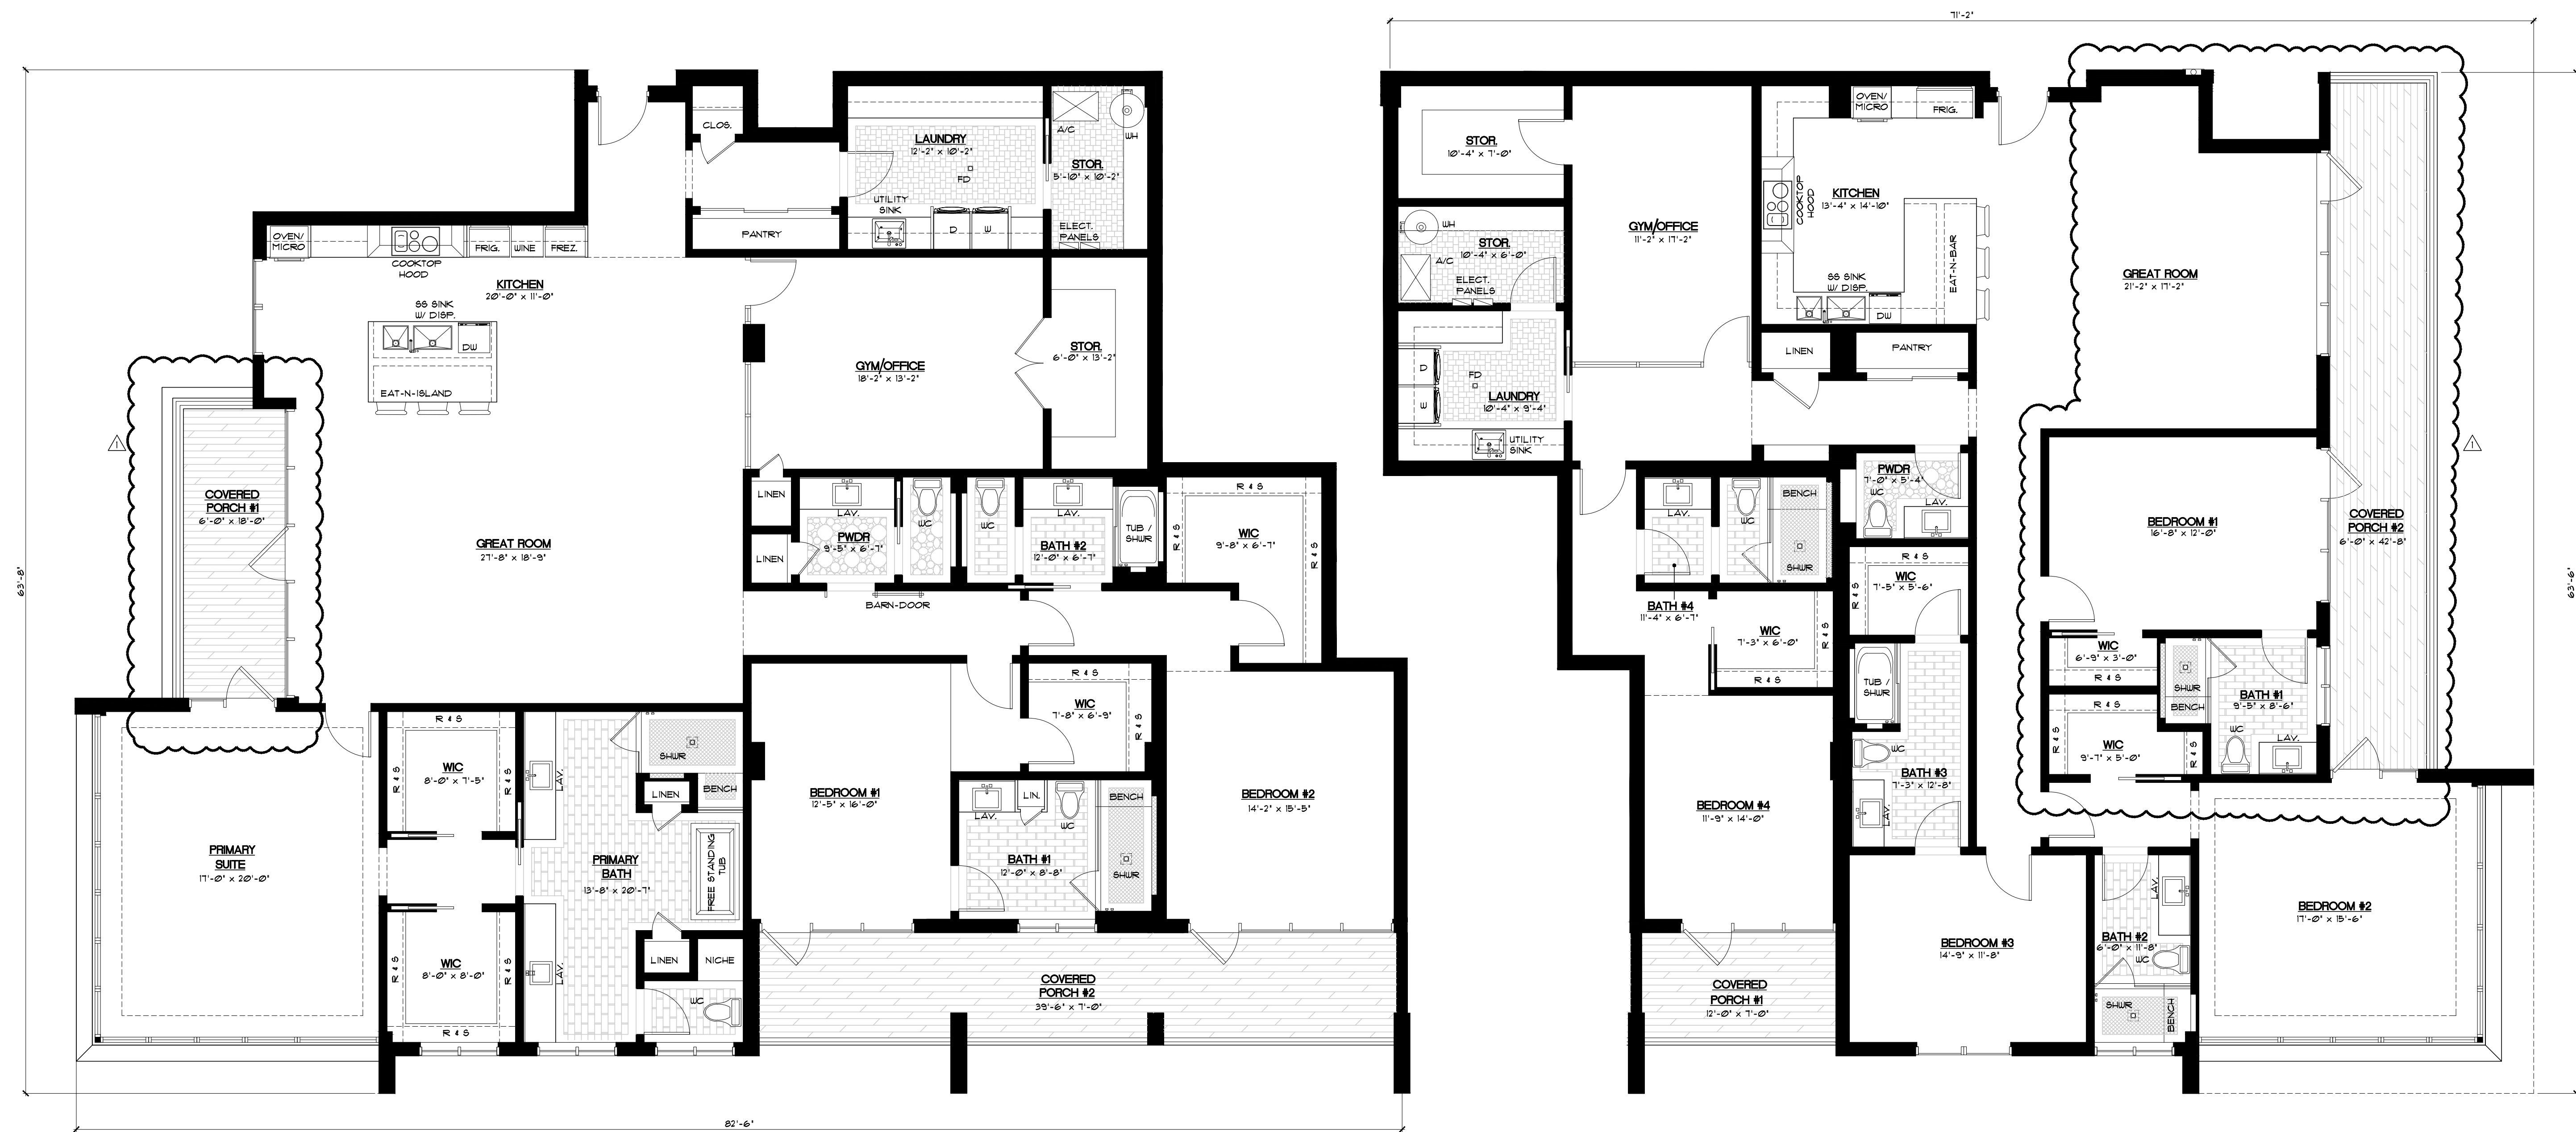 63'-8"
82'-6"
CLOS.
LAUNDRY
12'-2" x 10'-2"
FD
UTILITY
SINK
D
W
A/C
WH
STOR.
5'-10" x 10'-2"
ELECT.
PANELS
PANTRY
OVEN/
MICRO
COOKTOP
HOOD
FRIG.
WINE
FREZ.
KITCHEN
20'-0" x 11'-0"
SS SINK
W/ DISP.
DW
EAT-N-ISLAND
GYM/OFFICE
18'-2" x 13'-2"
STOR.
6'-0" x 13'-2"
1
COVERED
PORCH #1
6'-0" x 18'-0"
GREAT ROOM
27'-8" x 18'-9"
LINEN
LINEN
LAV.
PWDR
9'-5" x 6'-7"
WC
BARN-DOOR
WC
LAV.
BATH #2
12'-0" x 6'-7"
TUB /
SHWR
R & S
R & S
WIC
9'-8" x 6'-7"
R & S
PRIMARY
SUITE
17'-0" x 20'-0"
R & S
WIC
8'-0" x 7'-5"
R & S
R & S
WIC
8'-0" x 8'-0"
R & S
R & S
R & S
LAV.
LAV.
PRIMARY
BATH
13'-8" x 20'-7"
SHWR
LINEN
BENCH
FREE STANDING
TUB
LINEN
NICHE
WC
BEDROOM #1
12'-5" x 16'-0"
R & S
WIC
7'-8" x 6'-9"
R & S
LAV.
LIN.
WC
BENCH
BATH #1
12'-0" x 8'-8"
SHWR
BEDROOM #2
14'-2" x 15'-5"
COVERED
PORCH #2
39'-6" x 7'-0"
71'-2"
63'-6"
STOR.
10'-4" x 7'-0"
WH
STOR.
10'-4" x 6'-0"
A/C
ELECT.
PANELS
D
W
FD
LAUNDRY
10'-4" x 9'-4"
UTILITY
SINK
GYM/OFFICE
11'-2" x 17'-2"
OVEN/
MICRO
FRIG.
COOKTOP
HOOD
KITCHEN
13'-4" x 14'-10"
EAT-N-BAR
SS SINK
W/ DISP.
DW
LINEN
PANTRY
GREAT ROOM
21'-2" x 17'-2"
1
PWDR
7'-0" x 5'-4"
WC
LAV.
LAV.
WC
BENCH
SHWR
BATH #4
11'-4" x 6'-7"
WIC
7'-3" x 6'-0"
R & S
R & S
R & S
WIC
7'-5" x 5'-6"
R & S
TUB /
SHWR
WC
BATH #3
7'-3" x 12'-8"
LAV.
BEDROOM #1
16'-8" x 12'-0"
COVERED
PORCH #2
6'-0" x 42'-8"
WIC
6'-9" x 3'-0"
R & S
R & S
WIC
9'-7" x 5'-0"
R & S
R & S
SHWR
BENCH
BATH #1
9'-5" x 8'-6"
WC
LAV.
BEDROOM #4
11'-9" x 14'-0"
COVERED
PORCH #1
12'-0" x 7'-0"
BEDROOM #3
14'-9" x 11'-8"
LAV.
BATH #2
6'-0" x 11'-8"
WC
SHWR
BENCH
BEDROOM #2
17'-0" x 15'-6"